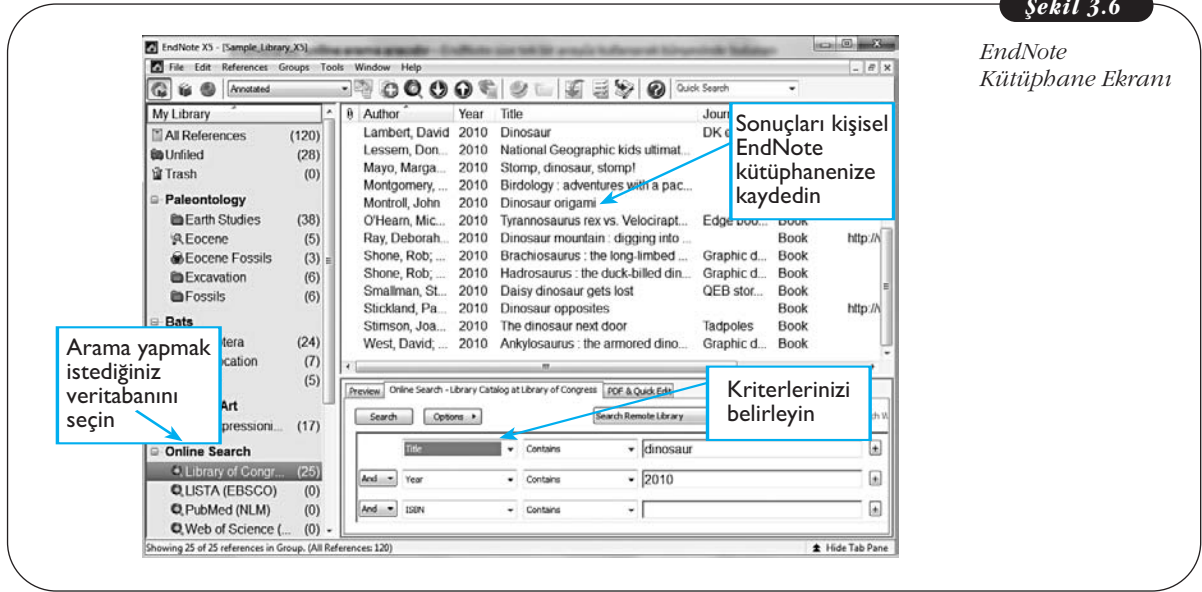 Şekil 3.6
EndNote
Kütüphane Ekranı
EndNote X5 - [Sample_Library_X5]
File Edit References Groups Tools Window Help
Annotated
Quick Search
My Library
All References (120)
Unfiled (28)
Trash (0)
Paleontology
Earth Studies (38)
Eocene (5)
Eocene Fossils (3)
Excavation (6)
Fossils (6)
Bats
tera (24)
cation (7)
(5)
Art
pressioni... (17)
Online Search
Library of Congr... (25)
LISTA (EBSCO) (0)
PubMed (NLM) (0)
Web of Science (... (0)
Author Year Title Jour
Lambert, David 2010 Dinosaur DK
Lessem, Don... 2010 National Geographic kids ultimat...
Mayo, Marga... 2010 Stomp, dinosaur, stomp!
Montgomery, ... 2010 Birdology : adventures with a pac...
Montroll, John 2010 Dinosaur origami
O'Hearn, Mic... 2010 Tyrannosaurus rex vs. Velocirapt... Edge boo... Book
Ray, Deborah... 2010 Dinosaur mountain : digging into ... Book http://
Shone, Rob; ... 2010 Brachiosaurus : the long-limbed ... Graphic d... Book
Shone, Rob; ... 2010 Hadrosaurus : the duck-billed din... Graphic d... Book
Smallman, St... 2010 Daisy dinosaur gets lost QEB stor... Book
Stickland, Pa... 2010 Dinosaur opposites Book http://
Stimson, Joa... 2010 The dinosaur next door Tadpoles Book
West, David; ... 2010 Ankylosaurus : the armored dino... Graphic d... Book
Sonuçları kişisel
EndNote
kütüphanenize
kaydedin
Arama yapmak
istediğiniz
veritabanını
seçin
Kriterlerinizi
belirleyin
Preview Online Search - Library Catalog at Library of Congress PDF & Quick Edit
Search Options Search Remote Library
Title Contains dinosaur
And Year Contains 2010
And ISBN Contains
Showing 25 of 25 references in Group. (All References: 120) Hide Tab Pane